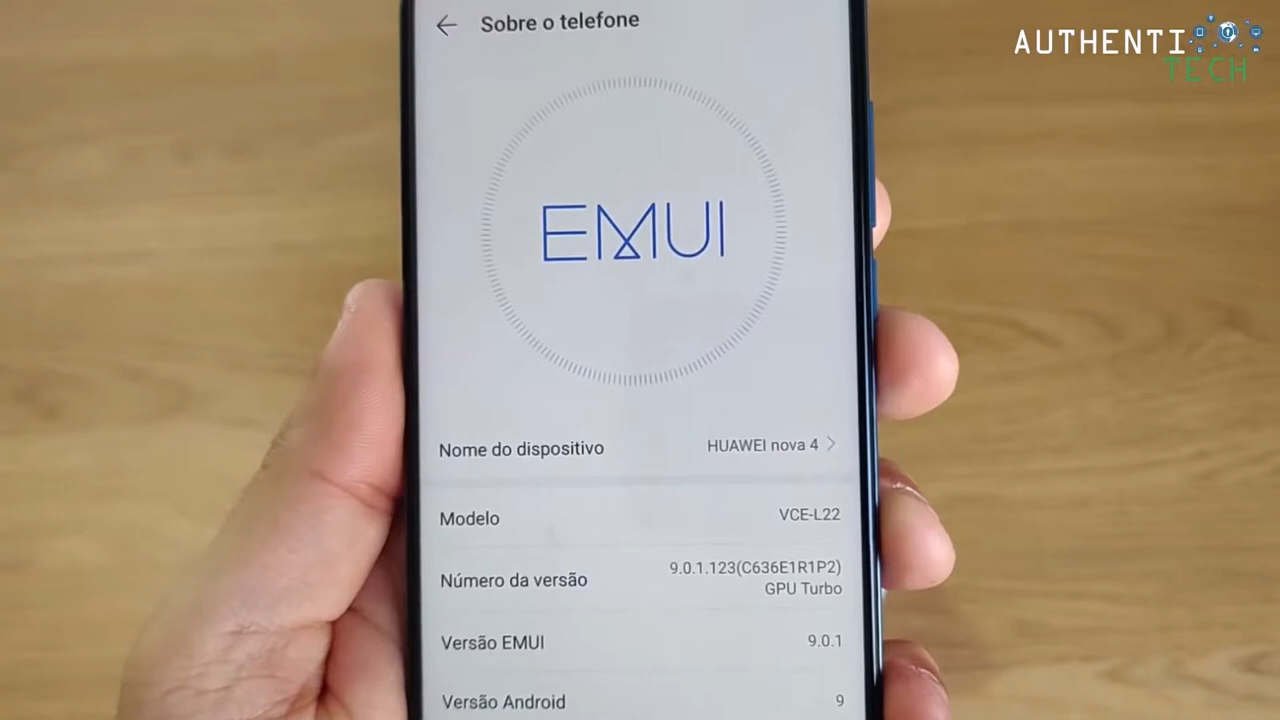 Sobre o telefone
AUTHENTI
TECH
EMUI
Nome do dispositivo HUAWEI nova 4
Modelo VCE-L22
Número da versão 9.0.1.123(C636E1R1P2)
GPU Turbo
Versão EMUI 9.0.1
Versão Android 9